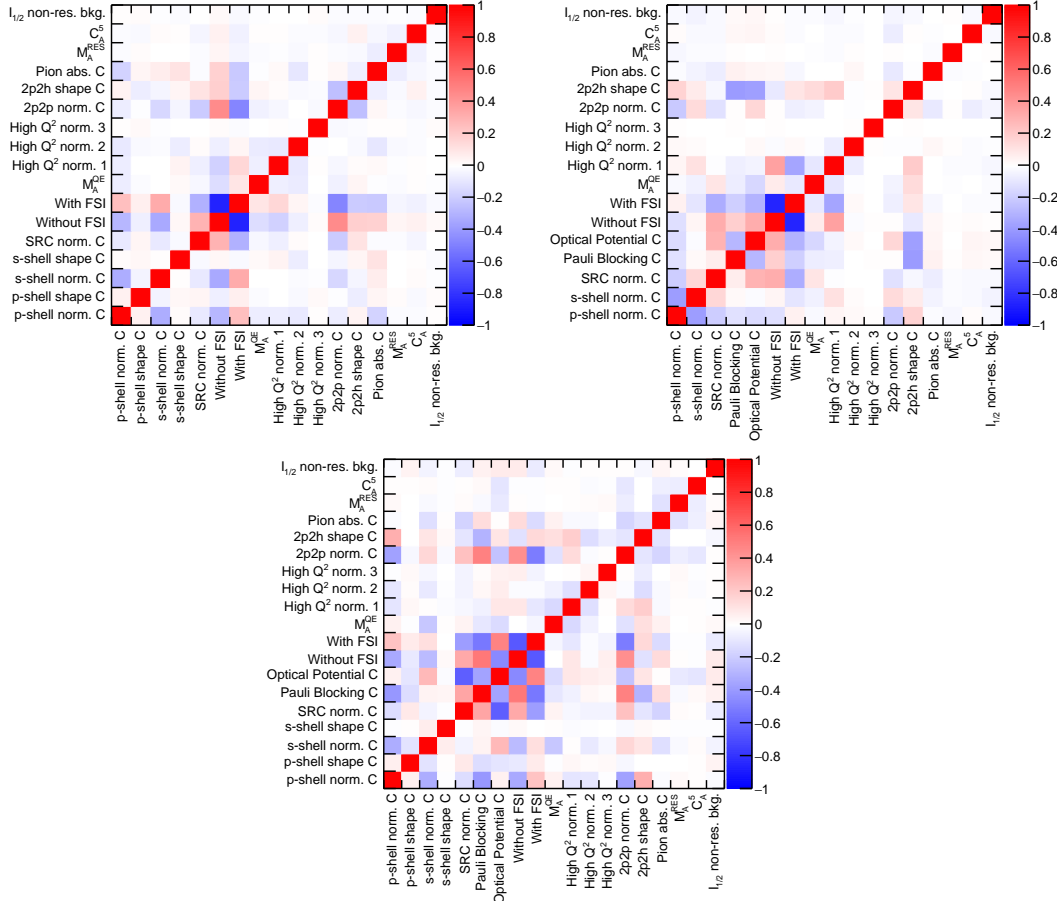 I1/2 non-res. bkg.
C5A
MRESA
Pion abs. C
2p2h shape C
2p2p norm. C
High Q2 norm. 3
High Q2 norm. 2
High Q2 norm. 1
MQEA
With FSI
Without FSI
SRC norm. C
s-shell shape C
s-shell norm. C
p-shell shape C
p-shell norm. C
p-shell norm. C
p-shell shape C
s-shell norm. C
s-shell shape C
SRC norm. C
Without FSI
With FSI
MQEA
High Q2 norm. 1
High Q2 norm. 2
High Q2 norm. 3
2p2p norm. C
2p2h shape C
Pion abs. C
MRESA
C5A
I1/2 non-res. bkg.
1
0.8
0.6
0.4
0.2
0
−0.2
−0.4
−0.6
−0.8
−1
I1/2 non-res. bkg.
C5A
MRESA
Pion abs. C
2p2h shape C
2p2p norm. C
High Q2 norm. 3
High Q2 norm. 2
High Q2 norm. 1
MQEA
With FSI
Without FSI
Optical Potential C
Pauli Blocking C
SRC norm. C
s-shell norm. C
p-shell norm. C
p-shell norm. C
s-shell norm. C
SRC norm. C
Pauli Blocking C
Optical Potential C
Without FSI
With FSI
MQEA
High Q2 norm. 1
High Q2 norm. 2
High Q2 norm. 3
2p2p norm. C
2p2h shape C
Pion abs. C
MRESA
C5A
I1/2 non-res. bkg.
1
0.8
0.6
0.4
0.2
0
−0.2
−0.4
−0.6
−0.8
−1
I1/2 non-res. bkg.
C5A
MRESA
Pion abs. C
2p2h shape C
2p2p norm. C
High Q2 norm. 3
High Q2 norm. 2
High Q2 norm. 1
MQEA
With FSI
Without FSI
Optical Potential C
Pauli Blocking C
SRC norm. C
s-shell shape C
s-shell norm. C
p-shell shape C
p-shell norm. C
p-shell norm. C
p-shell shape C
s-shell norm. C
s-shell shape C
SRC norm. C
Pauli Blocking C
Optical Potential C
Without FSI
With FSI
MQEA
High Q2 norm. 1
High Q2 norm. 2
High Q2 norm. 3
2p2p norm. C
2p2h shape C
Pion abs. C
MRESA
C5A
I1/2 non-res. bkg.
1
0.8
0.6
0.4
0.2
0
−0.2
−0.4
−0.6
−0.8
−1